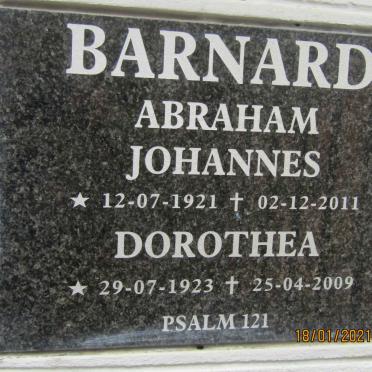 BARNARD
ABRAHAM
JOHANNES
★ 12-07-1921 † 02-12-2011
DOROTHEA
★ 29-07-1923 † 25-04-2009
PSALM 121
18/01/2021